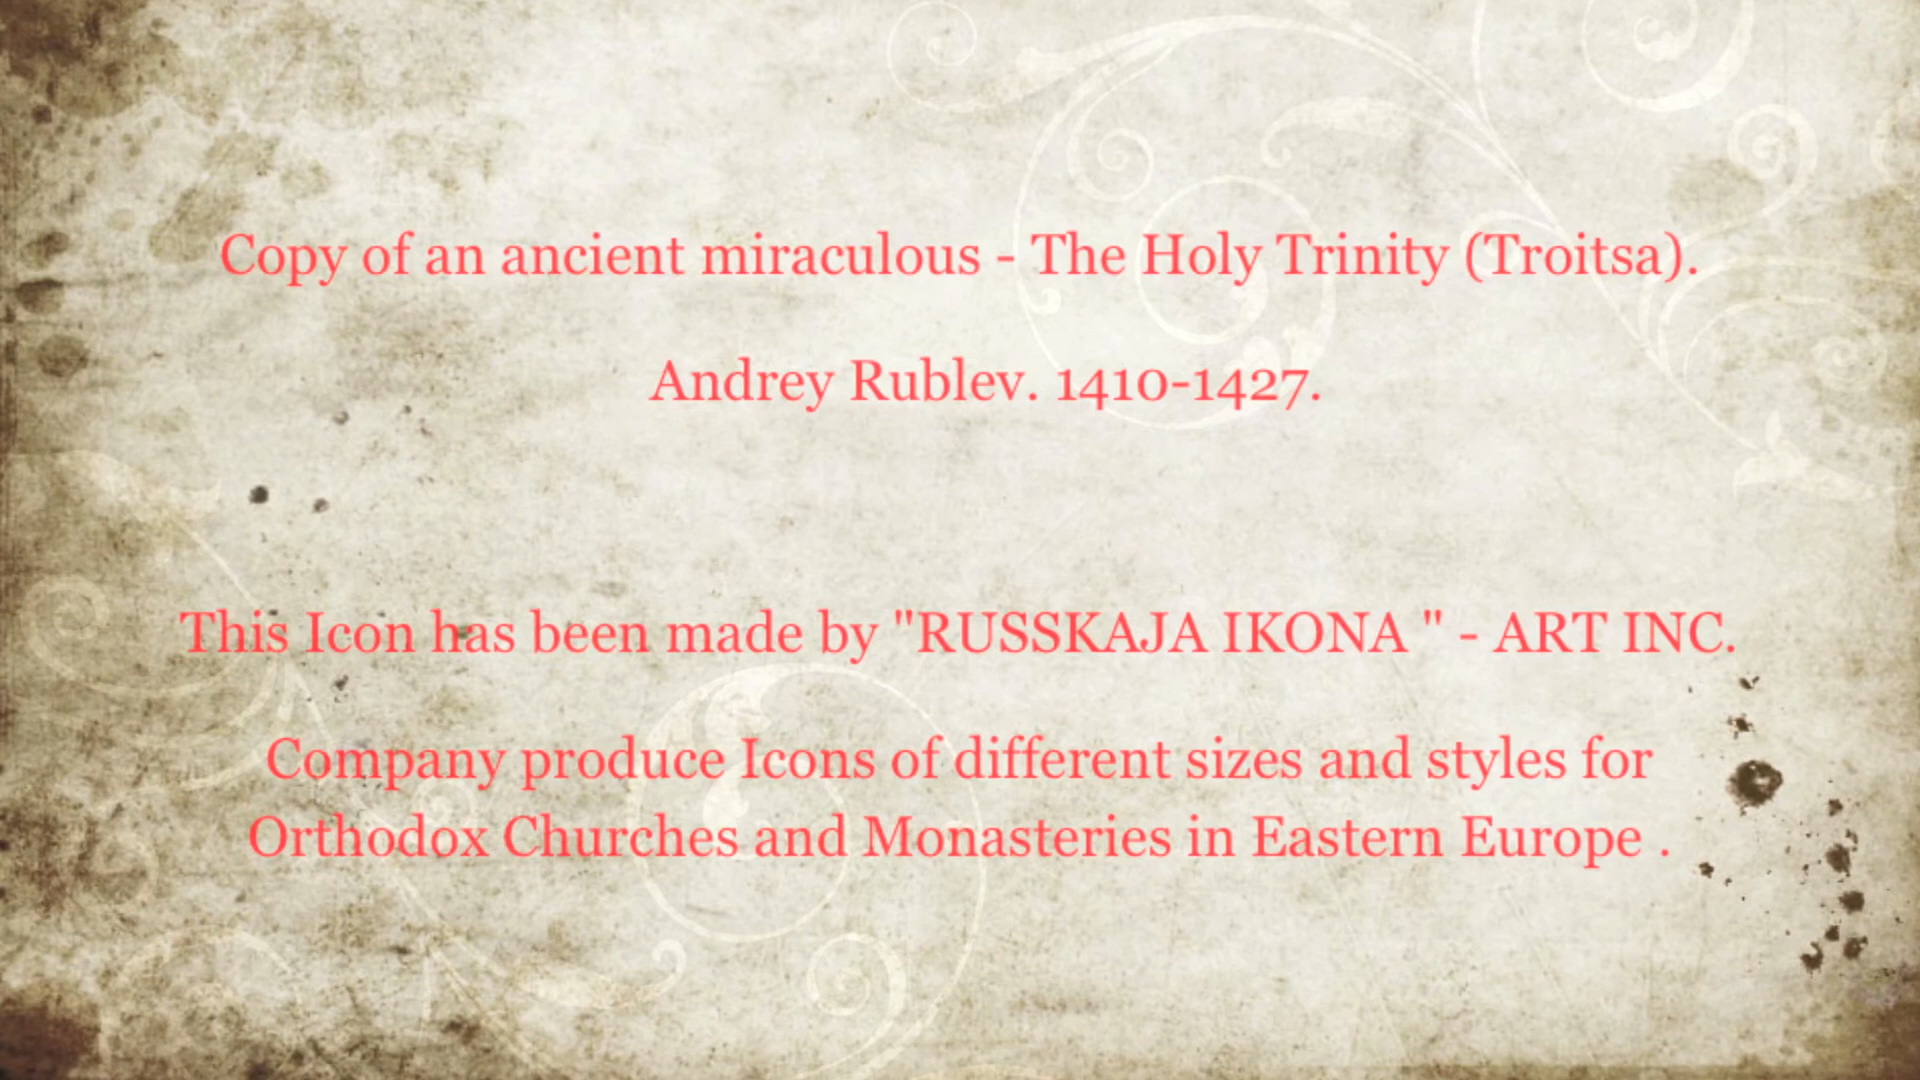 Copy of an ancient miraculous - The Holy Trinity (Troitsa).
Andrey Rublev. 1410-1427.
This Icon has been made by "RUSSKAJA IKONA " - ART INC.
Company produce Icons of different sizes and styles for
Orthodox Churches and Monasteries in Eastern Europe .